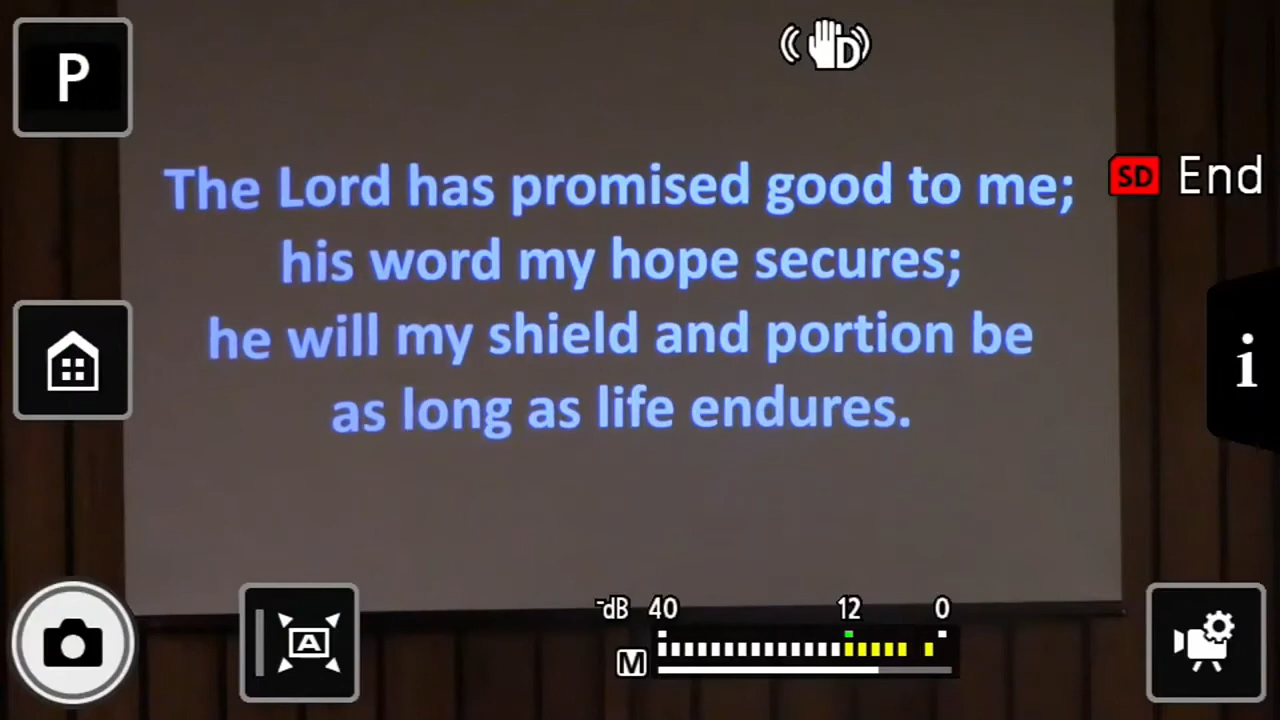 P
D
The Lord has promised good to me;
SD End
his word my hope secures;
i
he will my shield and portion be
as long as life endures.
A
-dB 40 12 0
M